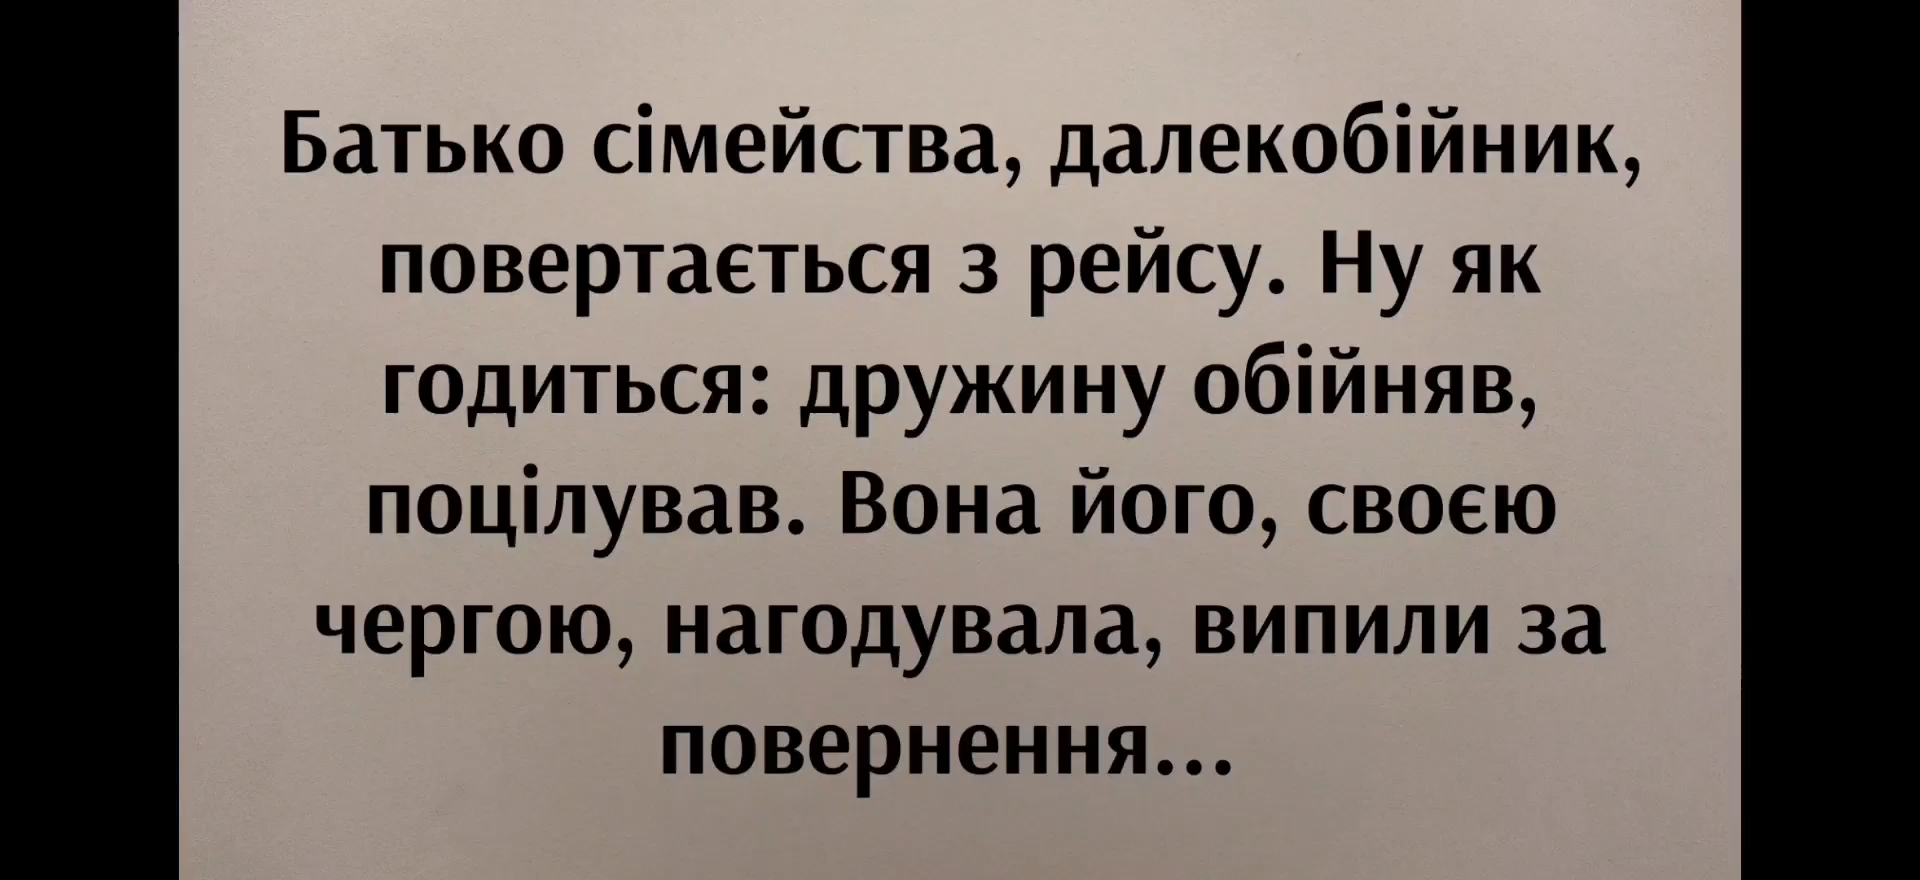 Батько сімейства, далекобійник,
повертається з рейсу. Ну як
годиться: дружину обійняв,
поцілував. Вона його, своєю
чергою, нагодувала, випили за
повернення...